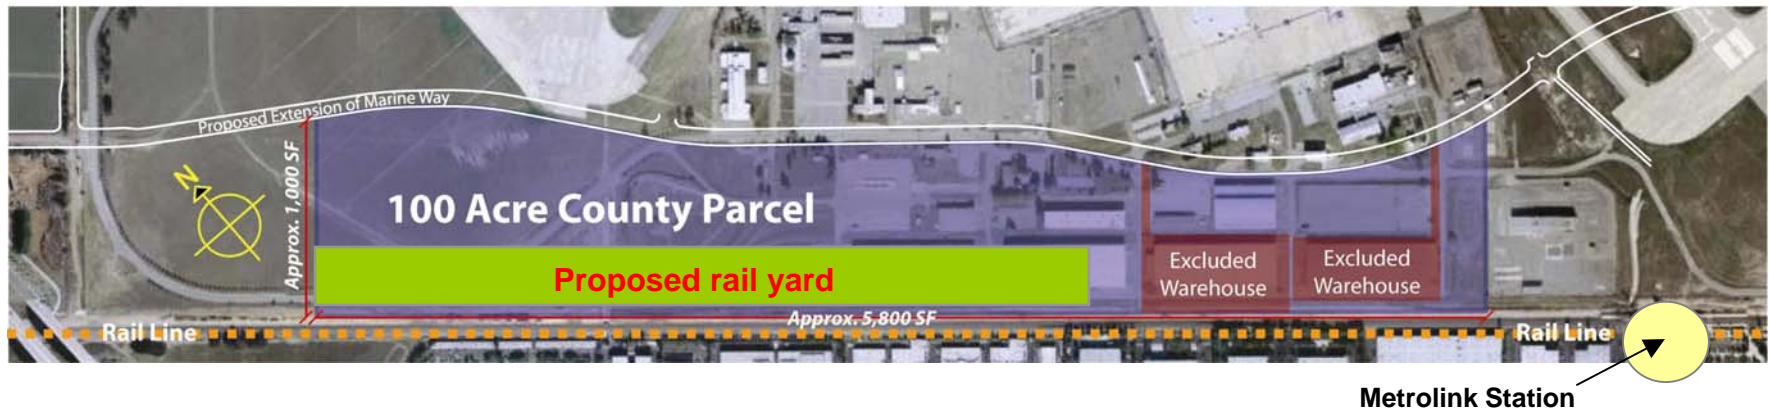 Proposed Extension of Marine Way
N
Approx. 1,000 SF
100 Acre County Parcel
Proposed rail yard
Excluded
Warehouse
Excluded
Warehouse
Approx. 5,800 SF
Rail Line
Rail Line
Metrolink Station